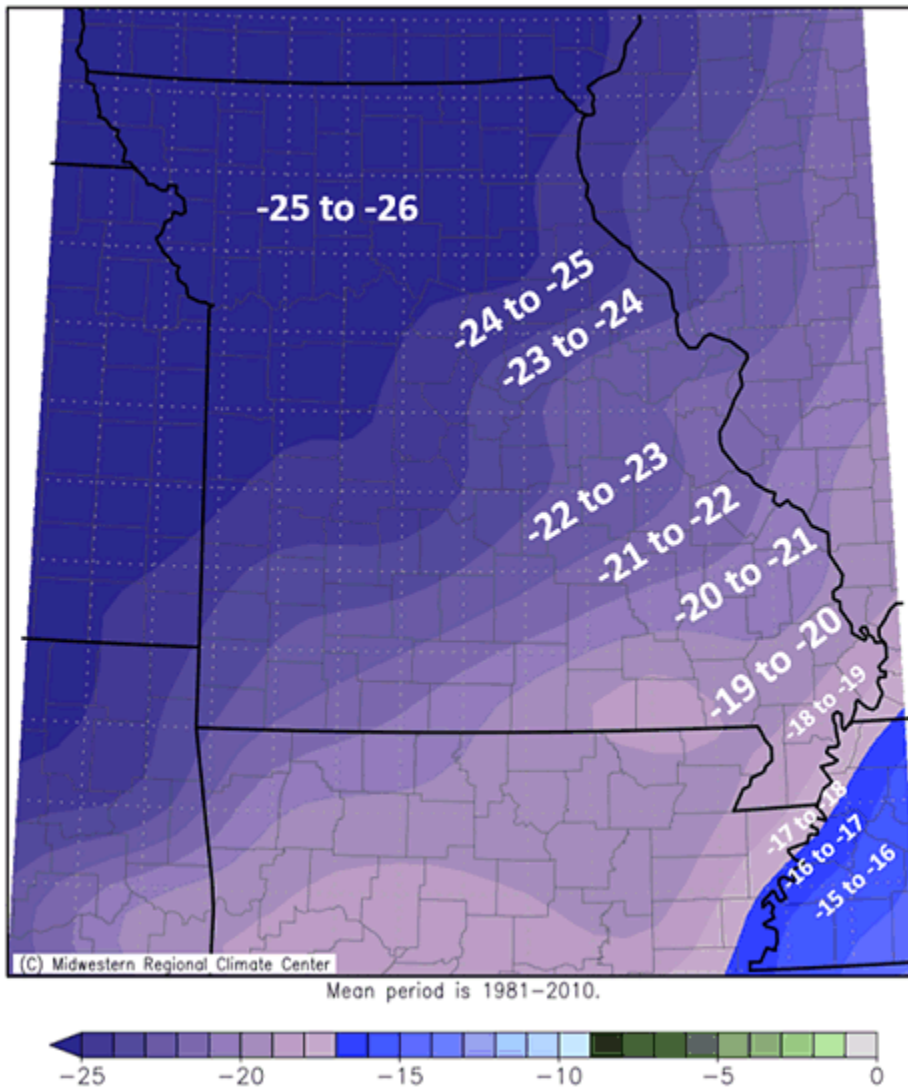 -25 to -26
-24 to -25
-23 to -24
-22 to -23
-21 to -22
-20 to -21
-19 to -20
-18 to -19
-17 to -18
-16 to -17
-15 to -16
(C) Midwestern Regional Climate Center
Mean period is 1981-2010.
-25 -20 -15 -10 -5 0